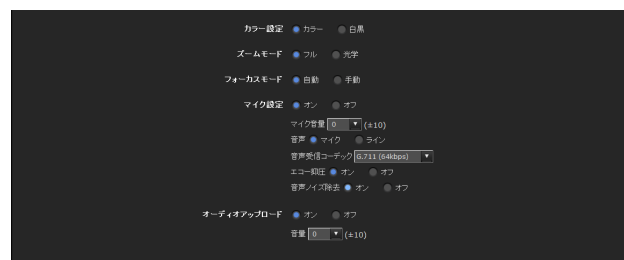 カラー設定 カラー 白黒
ズームモード フル 光学
フォーカスモード 自動 手動
マイク設定 オン オフ
マイク音量 0 (±10)
音声 マイク ライン
音声受信コーデック G.711 (64kbps)
エコー抑圧 オン オフ
音声ノイズ除去 オン オフ
オーディオアップロード オン オフ
音量 0 (±10)